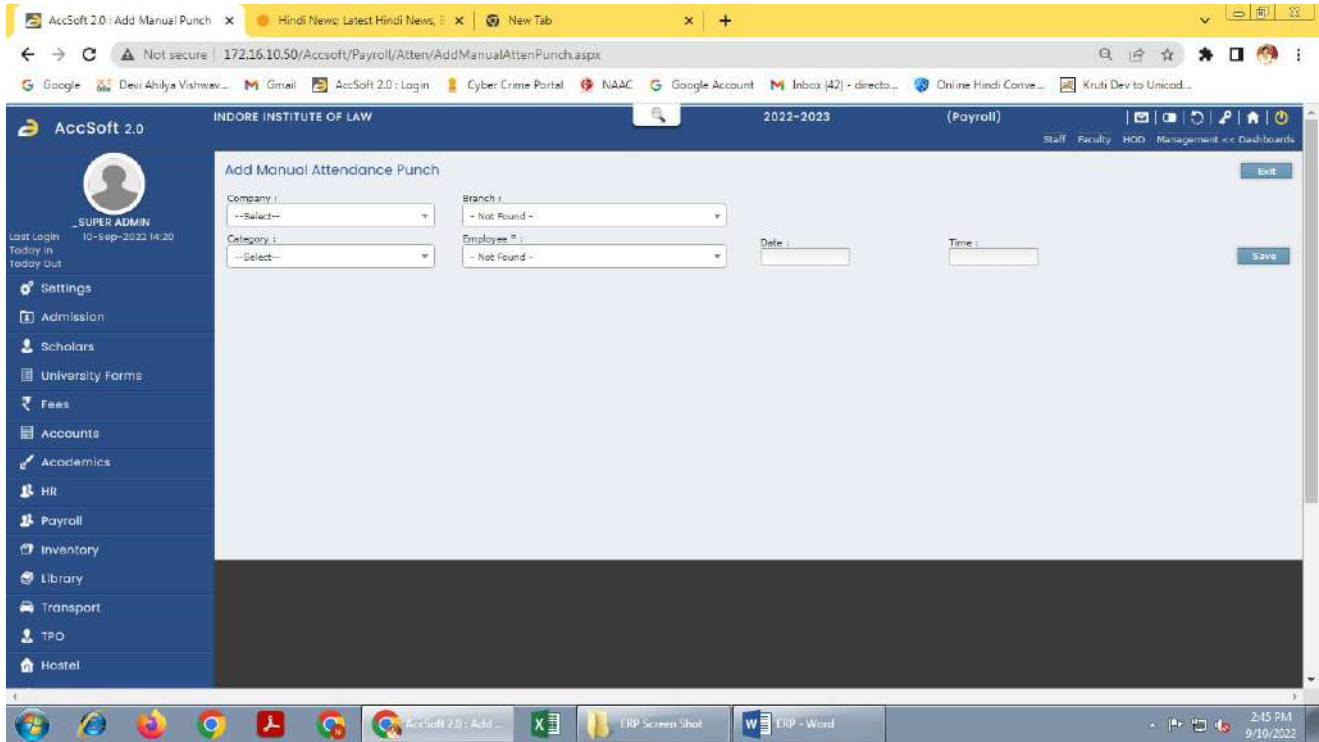 AccSoft 2.0 : Add Manual Punch
Hindi News: Latest Hindi News, E
New Tab
Not secure | 172.16.10.50/Accsoft/Payroll/Atten/AddManualAttenPunch.aspx
Google
Devi Ahilya Vishwav...
Gmail
AccSoft 2.0 : Login
Cyber Crime Portal
NAAC
Google Account
Inbox (42) - directo...
Online Hindi Conve...
Kruti Dev to Unicod...
AccSoft 2.0
INDORE INSTITUTE OF LAW
2022-2023
(Payroll)
Staff Faculty HOD Management << Dashboards
_SUPER ADMIN
Last Login 10-Sep-2022 14:20
Today In
Today Out
Add Manual Attendance Punch
Exit
Company :
Branch :
--Select--
- Not Found -
Category :
Employee * :
Date :
Time :
--Select--
- Not Found -
Save
Settings
Admission
Scholars
University Forms
Fees
Accounts
Academics
HR
Payroll
Inventory
Library
Transport
TPO
Hostel
AccSoft 2.0 : Add ...
ERP Screen Shot
ERP - Word
2:45 PM
9/10/2022